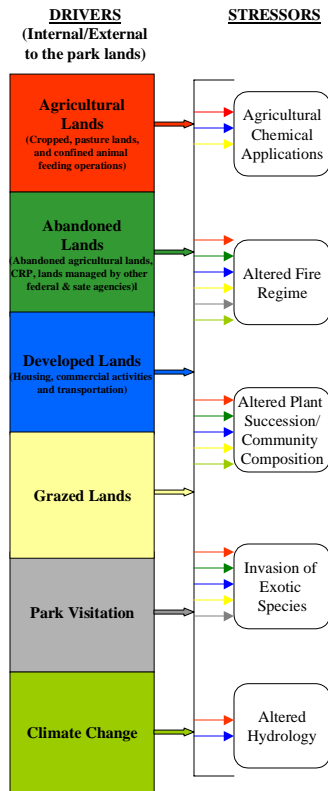 DRIVERS
(Internal/External
to the park lands)
STRESSORS
Agricultural
Lands
(Cropped, pasture lands,
and confined animal
feeding operations)
Agricultural
Chemical
Applications
Abandoned
Lands
(Abandoned agricultural lands,
CRP, lands managed by other
federal & sate agencies)l
Altered Fire
Regime
Developed Lands
(Housing, commercial activities
and transportation)
Altered Plant
Succession/
Community
Composition
Grazed Lands
Invasion of
Exotic
Species
Park Visitation
Altered
Hydrology
Climate Change